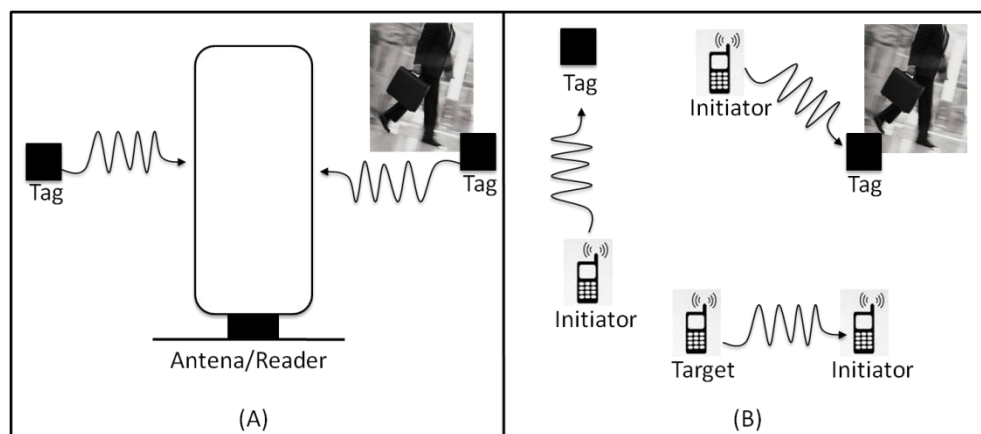 Tag
Tag
Antena/Reader
(A)
Tag
Initiator
Tag
Initiator
Target
Initiator
(B)